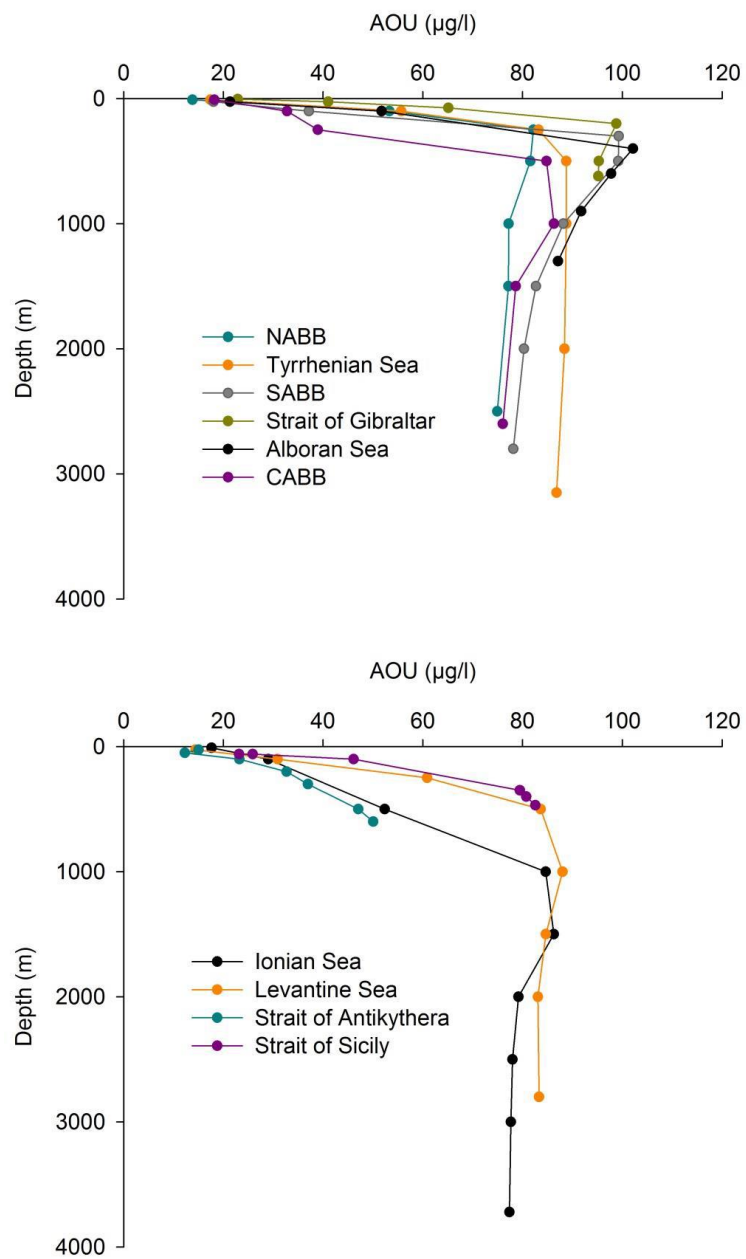 AOU (µg/l)
0 20 40 60 80 100 120
0
1000
2000
3000
4000
Depth (m)
NABB
Tyrrhenian Sea
SABB
Strait of Gibraltar
Alboran Sea
CABB
AOU (µg/l)
0 20 40 60 80 100 120
0
1000
2000
3000
4000
Depth (m)
Ionian Sea
Levantine Sea
Strait of Antikythera
Strait of Sicily